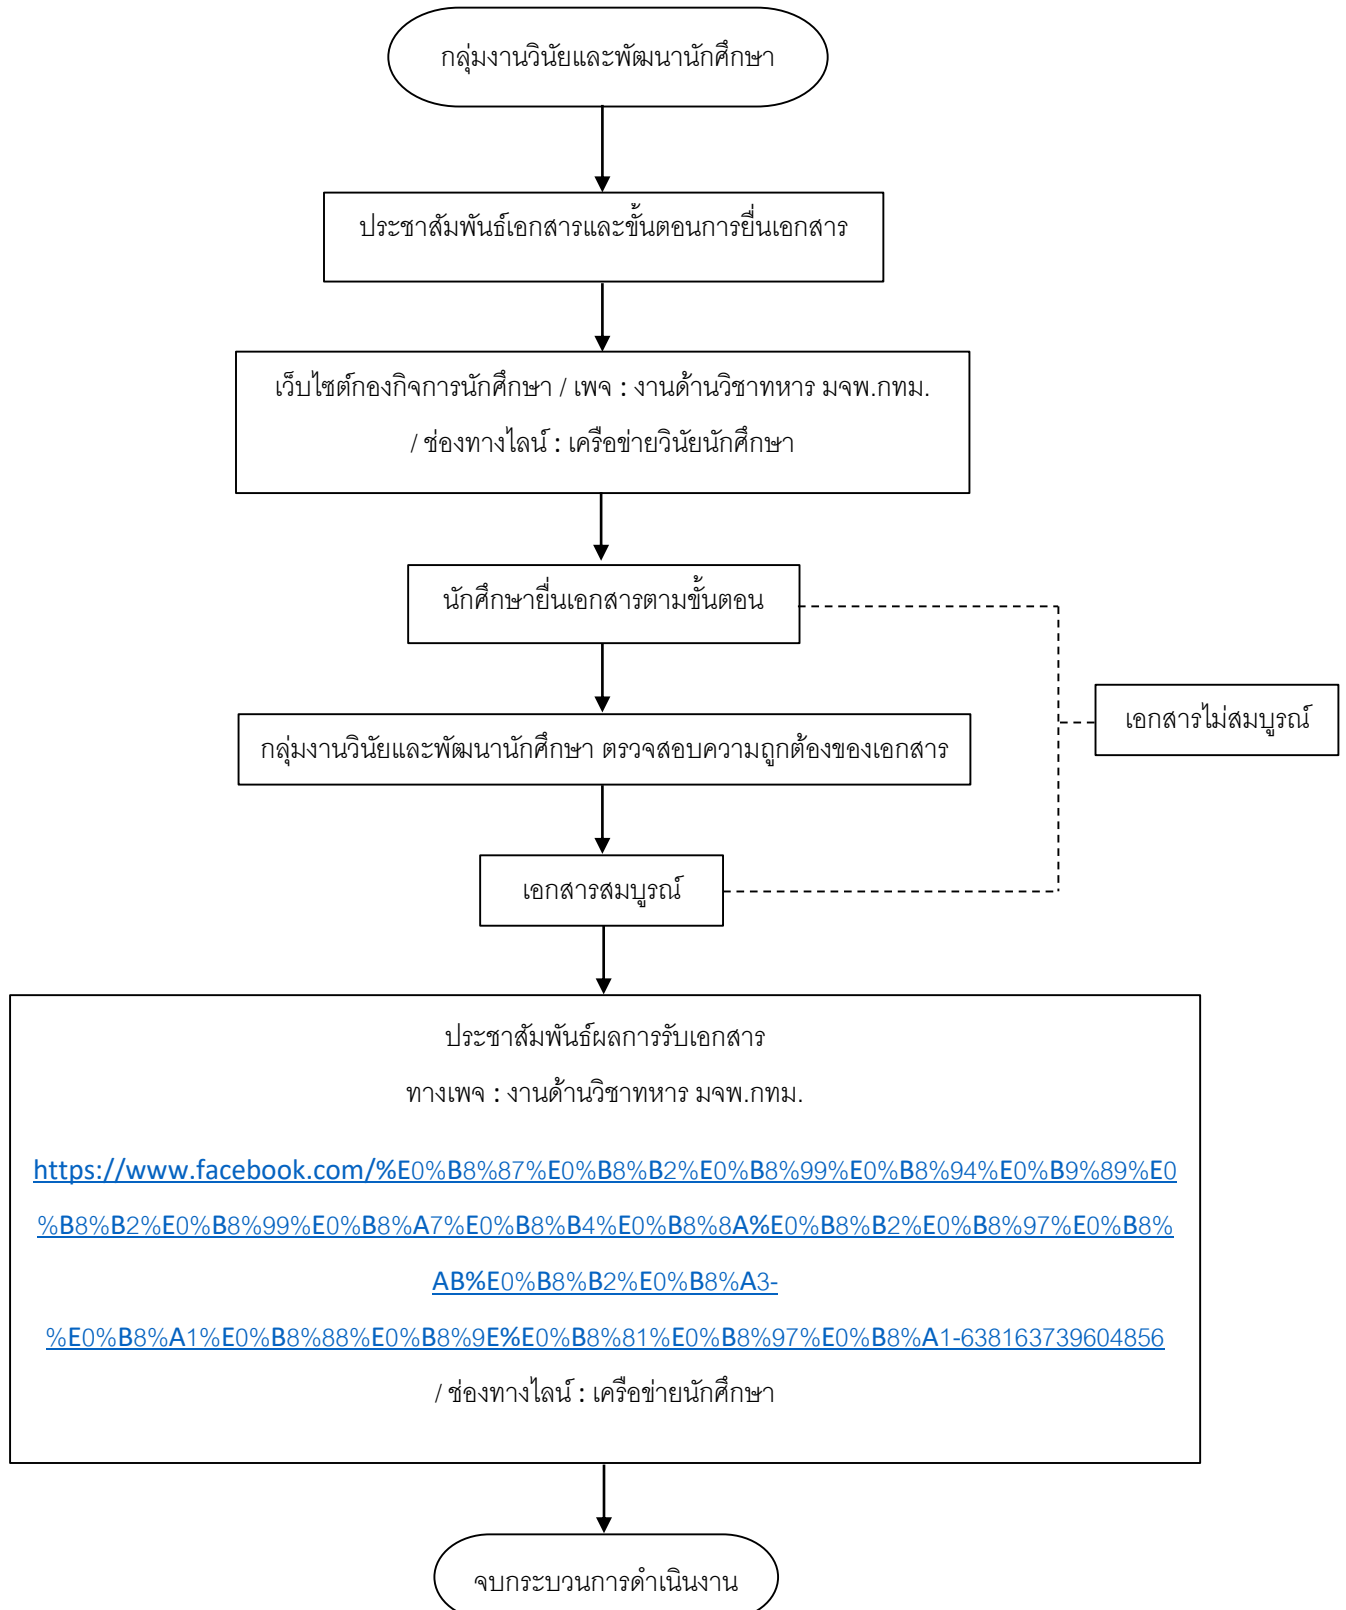 กลุ่มงานวินัยและพัฒนานักศึกษา
ประชาสัมพันธ์เอกสารและขั้นตอนการยื่นเอกสาร
เว็บไซต์กองกิจการนักศึกษา / เพจ : งานด้านวิชาทหาร มจพ.กทม.
/ ช่องทางไลน์ : เครือข่ายวินัยนักศึกษา
นักศึกษายื่นเอกสารตามขั้นตอน
เอกสารไม่สมบูรณ์
กลุ่มงานวินัยและพัฒนานักศึกษา ตรวจสอบความถูกต้องของเอกสาร
เอกสารสมบูรณ์
ประชาสัมพันธ์ผลการรับเอกสาร
ทางเพจ : งานด้านวิชาทหาร มจพ.กทม.
https://www.facebook.com/%E0%B8%87%E0%B8%B2%E0%B8%99%E0%B8%94%E0%B9%89%E0
%B8%B2%E0%B8%99%E0%B8%A7%E0%B8%B4%E0%B8%8A%E0%B8%B2%E0%B8%97%E0%B8%
AB%E0%B8%B2%E0%B8%A3-
%E0%B8%A1%E0%B8%88%E0%B8%9E%E0%B8%81%E0%B8%97%E0%B8%A1-638163739604856
/ ช่องทางไลน์ : เครือข่ายนักศึกษา
จบกระบวนการดำเนินงาน